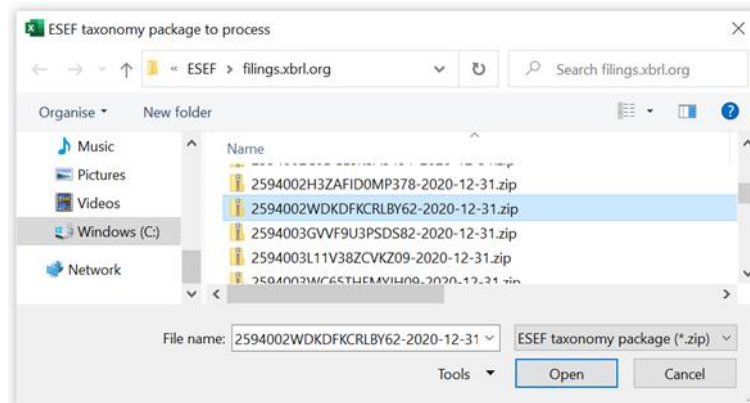 ESEF taxonomy package to process
« ESEF > filings.xbrl.org
Search filings.xbrl.org
Organise
New folder
Music
Pictures
Videos
Windows (C:)
Network
Name
2594002H3ZAFID0MP378-2020-12-31.zip
2594002WDKDFKCRLBY62-2020-12-31.zip
2594003GVVF9U3PSDS82-2020-12-31.zip
2594003L11V38ZCVKZ09-2020-12-31.zip
File name:
2594002WDKDFKCRLBY62-2020-12-31
ESEF taxonomy package (*.zip)
Tools
Open
Cancel